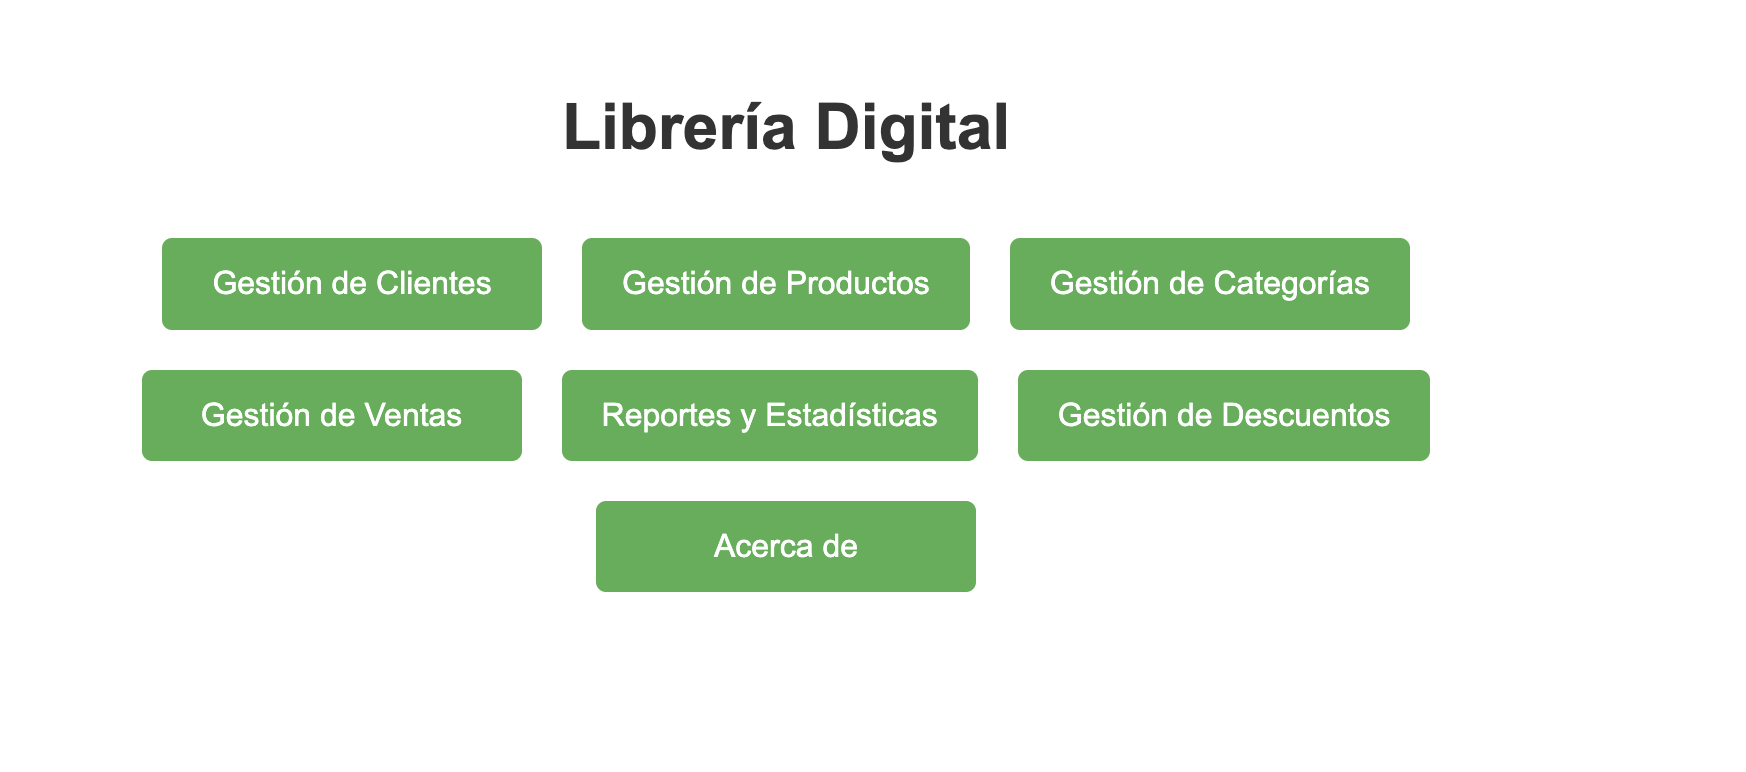 Librería Digital
Gestión de Clientes
Gestión de Productos
Gestión de Categorías
Gestión de Ventas
Reportes y Estadísticas
Gestión de Descuentos
Acerca de